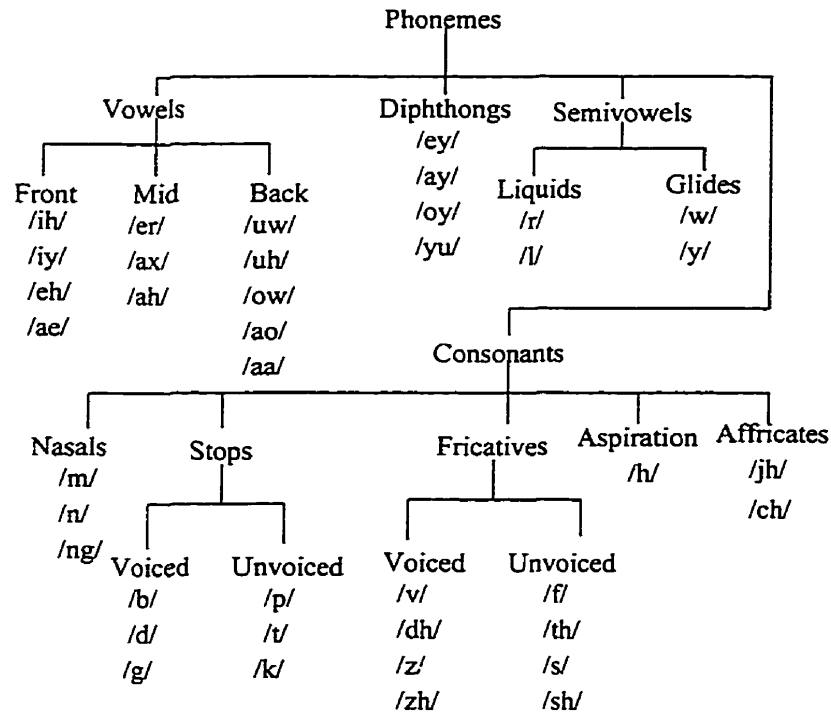 Phonemes
Vowels
Diphthongs
/ey/
/ay/
/oy/
/yu/
Semivowels
Front
/ih/
/iy/
/eh/
/ae/
Mid
/er/
/ax/
/ah/
Back
/uw/
/uh/
/ow/
/ao/
/aa/
Liquids
/r/
/l/
Glides
/w/
/y/
Consonants
Nasals
/m/
/n/
/ng/
Stops
Voiced
/b/
/d/
/g/
Unvoiced
/p/
/t/
/k/
Fricatives
Voiced
/v/
/dh/
/z/
/zh/
Unvoiced
/f/
/th/
/s/
/sh/
Aspiration
/h/
Affricates
/jh/
/ch/